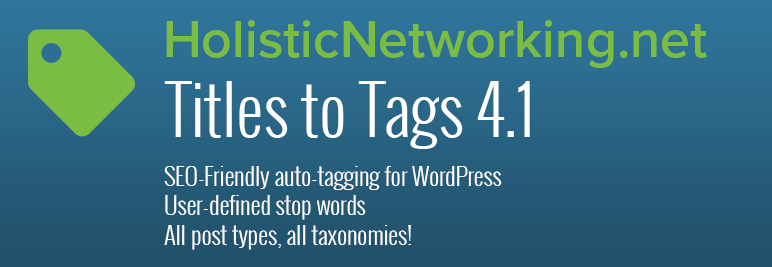 HolisticNetworking.net
Titles to Tags 4.1
SEO-Friendly auto-tagging for WordPress
User-defined stop words
All post types, all taxonomies!